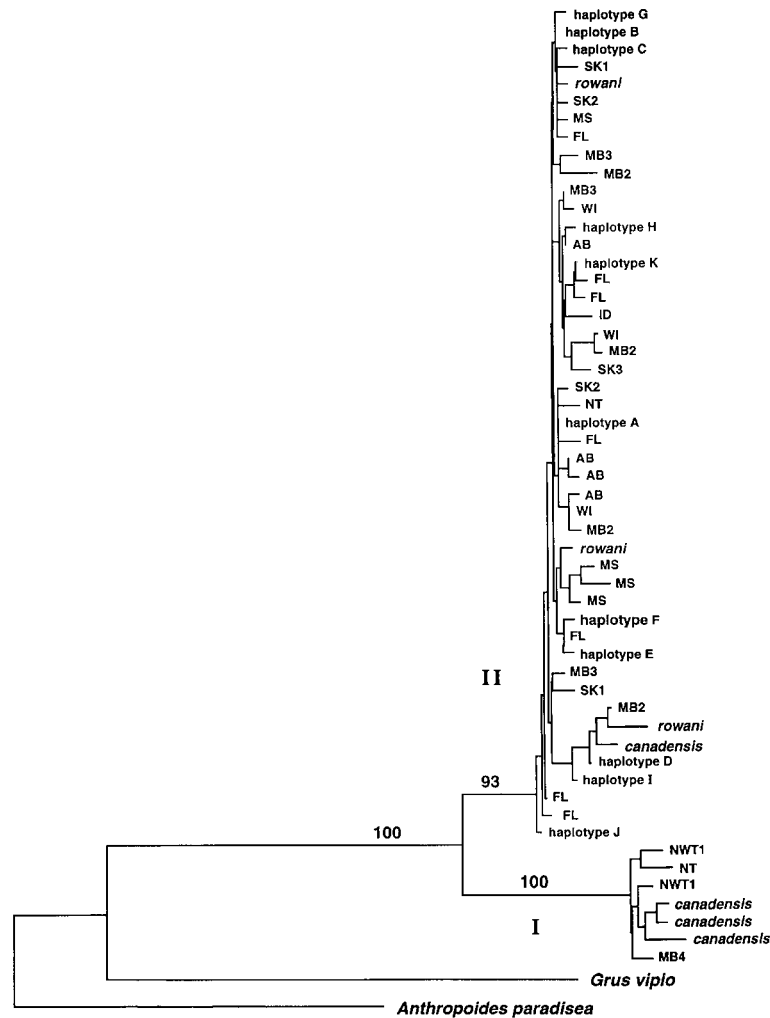 haplotype G
haplotype B
haplotype C
SK1
rowani
SK2
MS
FL
MB3
MB2
MB3
WI
haplotype H
AB
haplotype K
FL
FL
ID
WI
MB2
SK3
SK2
NT
haplotype A
FL
AB
AB
AB
WI
MB2
rowani
MS
MS
MS
haplotype F
FL
haplotype E
MB3
II
SK1
MB2
rowani
canadensis
haplotype D
haplotype I
93
FL
FL
haplotype J
100
NWT1
NT
100
NWT1
canadensis
canadensis
I
canadensis
MB4
Grus vipio
Anthropoides paradisea